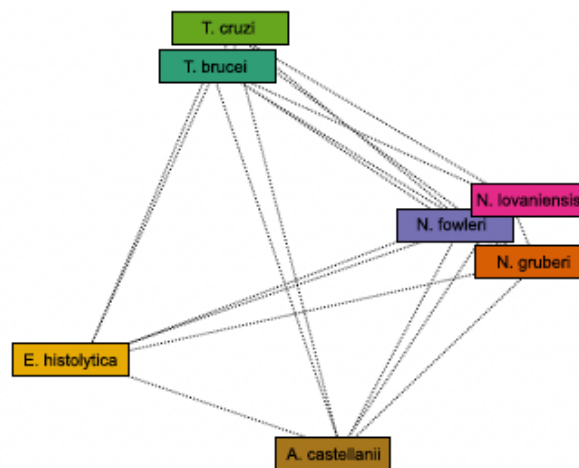 T. cruzi
T. brucei
N. lovaniensis
N. fowleri
N. gruberi
E. histolytica
A. castellanii